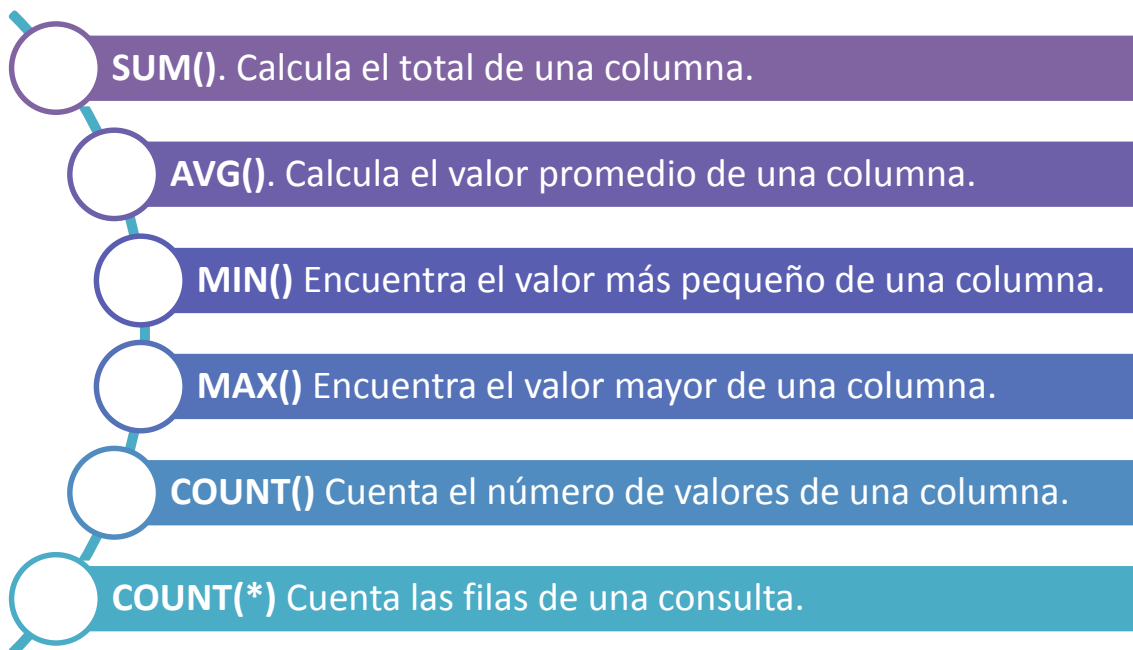 SUM(). Calcula el total de una columna.
AVG(). Calcula el valor promedio de una columna.
MIN() Encuentra el valor más pequeño de una columna.
MAX() Encuentra el valor mayor de una columna.
COUNT() Cuenta el número de valores de una columna.
COUNT(*) Cuenta las filas de una consulta.